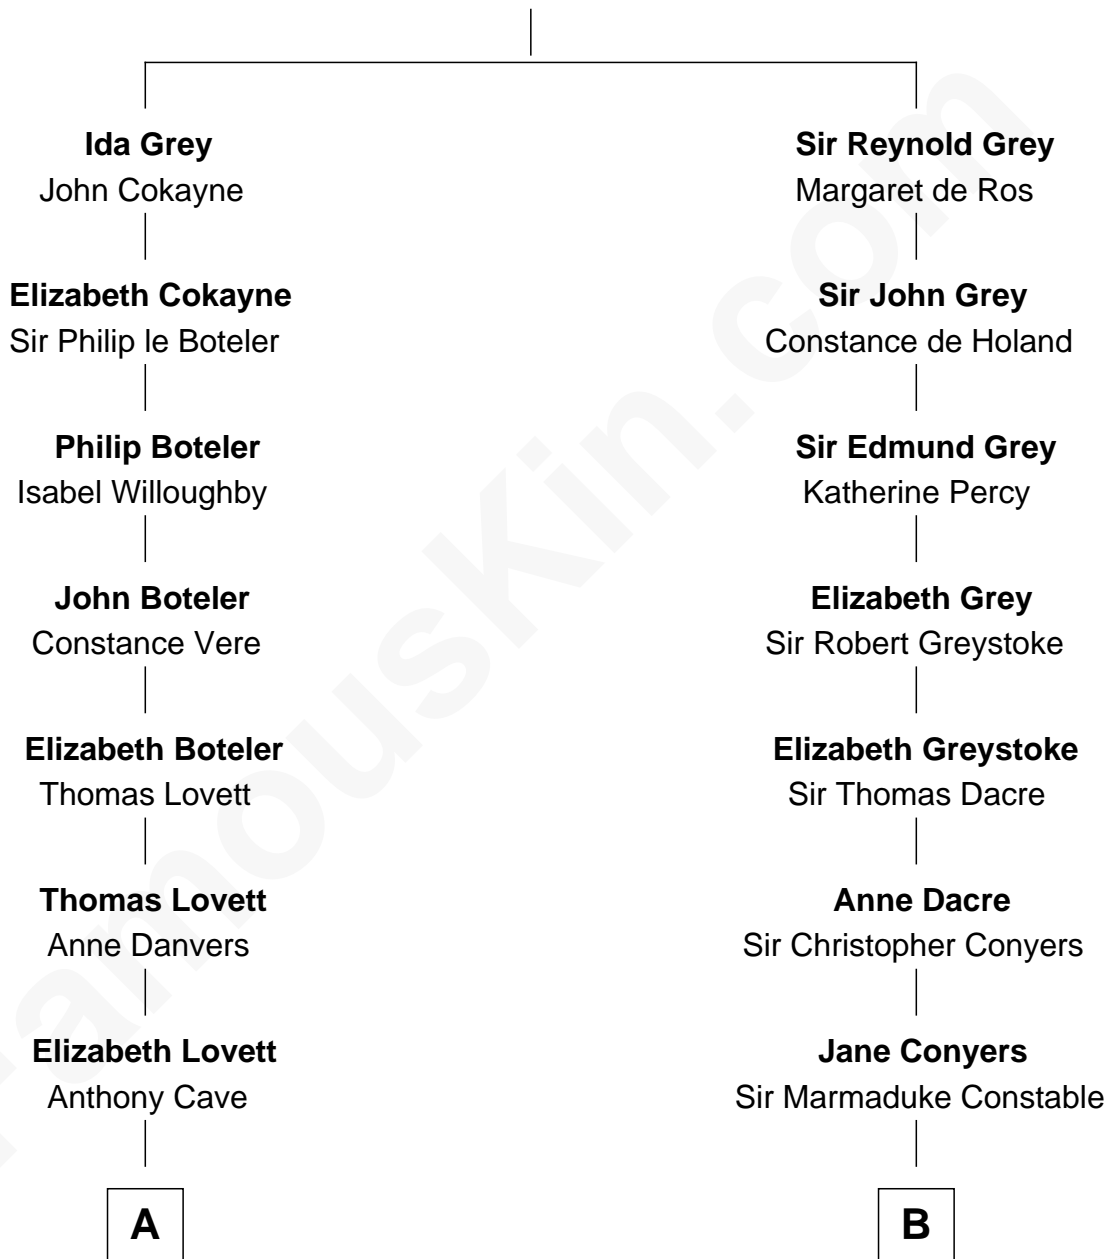 Ida Grey
John Cokayne
Sir Reynold Grey
Margaret de Ros
Elizabeth Cokayne
Sir Philip le Boteler
Sir John Grey
Constance de Holand
Philip Boteler
Isabel Willoughby
Sir Edmund Grey
Katherine Percy
John Boteler
Constance Vere
Elizabeth Grey
Sir Robert Greystoke
Elizabeth Boteler
Thomas Lovett
Elizabeth Greystoke
Sir Thomas Dacre
Thomas Lovett
Anne Danvers
Anne Dacre
Sir Christopher Conyers
Elizabeth Lovett
Anthony Cave
Jane Conyers
Sir Marmaduke Constable
A
B
FamousKin.com